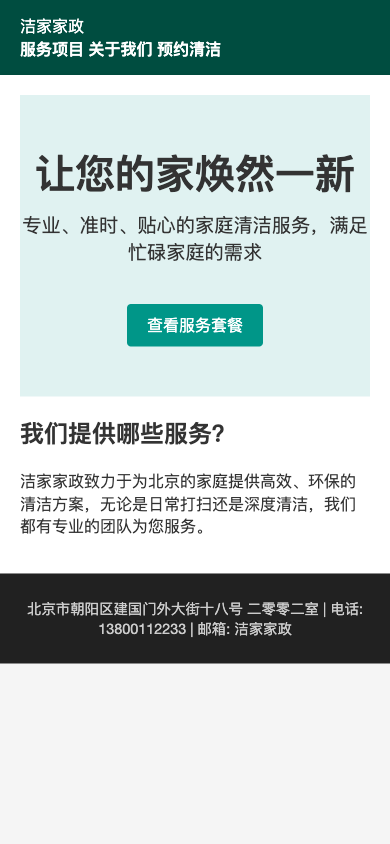 洁家家政
服务项目 关于我们 预约清洁
让您的家焕然一新
专业、准时、贴心的家庭清洁服务，满足
忙碌家庭的需求
查看服务套餐
我们提供哪些服务?
洁家家政致力于为北京的家庭提供高效、环保的
清洁方案，无论是日常打扫还是深度清洁，我们
都有专业的团队为您服务。
北京市朝阳区建国门外大街十八号 二零零二室 | 电话:
13800112233 | 邮箱: 洁家家政